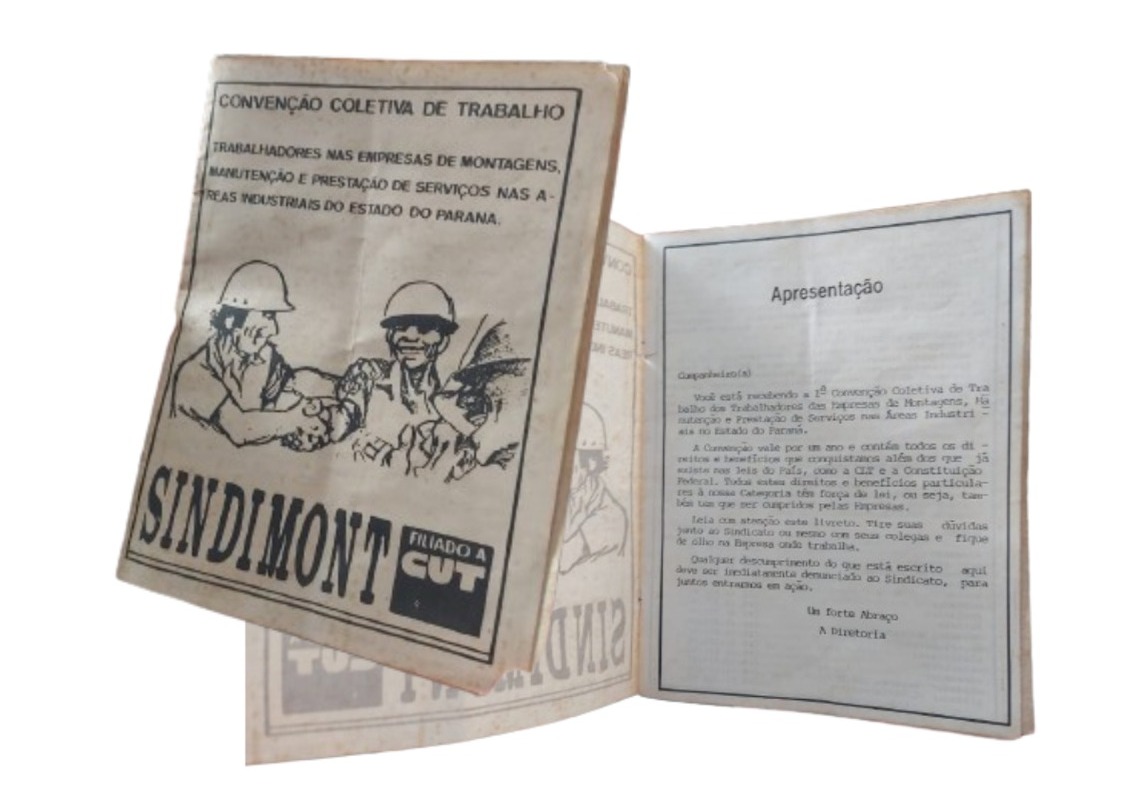 CONVENÇÃO COLETIVA DE TRABALHO
TRABALHADORES NAS EMPRESAS DE MONTAGENS,
MANUTENÇÃO E PRESTAÇÃO DE SERVIÇOS NAS A-
REAS INDUSTRIAIS DO ESTADO DO PARANA.
SINDIMONT
FILIADO A
CUT
Apresentação
Companheiro(a)
Você está recebendo a 1ª Convenção Coletiva de Tra
balho dos Trabalhadores das Empresas de Montagens, Ma
nutenção e Prestação de Serviços nas Áreas Industri -
ais no Estado do Paraná.
A Convenção vale por um ano e contém todos os di -
reitos e benefícios que conquistamos além dos que já
existe nas leis do País, como a CLT e a Constituição
Federal. Todos estes direitos e benefícios particula-
res à nossa Categoria têm força de lei, ou seja, tam-
bém tem que ser cumpridos pelas Empresas.
Leia com atenção este livreto. Tire suas dúvidas
junto ao Sindicato ou mesmo com seus colegas e fique
de olho na Empresa onde trabalha.
Qualquer descumprimento do que está escrito aqui
deve ser imediatamente denunciado ao Sindicato, para
juntos entrarmos em ação.
Um forte Abraço
A Diretoria